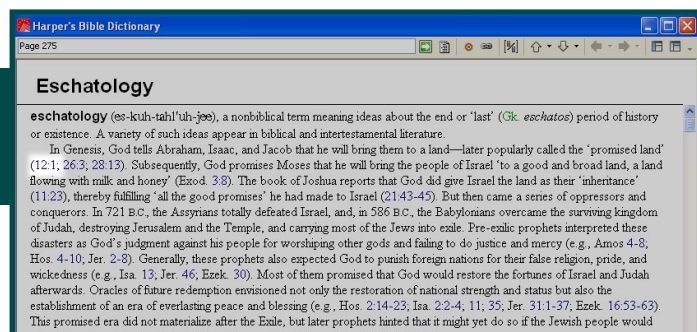 Harper's Bible Dictionary
Page 275
Eschatology
eschatology (es-kuh-tahl′uh-jee), a nonbiblical term meaning ideas about the end or ‘last’ (Gk. eschatos) period of history
or existence. A variety of such ideas appear in biblical and intertestamental literature.
In Genesis, God tells Abraham, Isaac, and Jacob that he will bring them to a land—later popularly called the ‘promised land’
(12:1; 26:3; 28:13). Subsequently, God promises Moses that he will bring the people of Israel ‘to a good and broad land, a land
flowing with milk and honey’ (Exod. 3:8). The book of Joshua reports that God did give Israel the land as their ‘inheritance’
(11:23), thereby fulfilling ‘all the good promises’ he had made to Israel (21:43-45). But then came a series of oppressors and
conquerors. In 721 B.C., the Assyrians totally defeated Israel, and, in 586 B.C., the Babylonians overcame the surviving kingdom
of Judah, destroying Jerusalem and the Temple, and carrying most of the Jews into exile. Pre-exilic prophets interpreted these
disasters as God’s judgment against his people for worshiping other gods and failing to do justice and mercy (e.g., Amos 4-8;
Hos. 4-10; Jer. 2-8). Generally, these prophets also expected God to punish foreign nations for their false religion, pride, and
wickedness (e.g., Isa. 13; Jer. 46; Ezek. 30). Most of them promised that God would restore the fortunes of Israel and Judah
afterwards. Oracles of future redemption envisioned not only the restoration of national strength and status but also the
establishment of an era of everlasting peace and blessing (e.g., Hos. 2:14-23; Isa. 2:2-4; 11; 35; Jer. 31:1-37; Ezek. 16:53-63).
This promised era did not materialize after the Exile, but later prophets hinted that it might yet do so if the Jewish people would